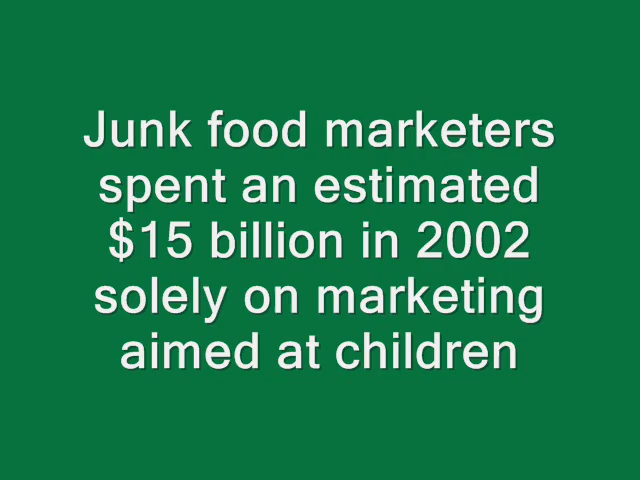 Junk food marketers
spent an estimated
$15 billion in 2002
solely on marketing
aimed at children